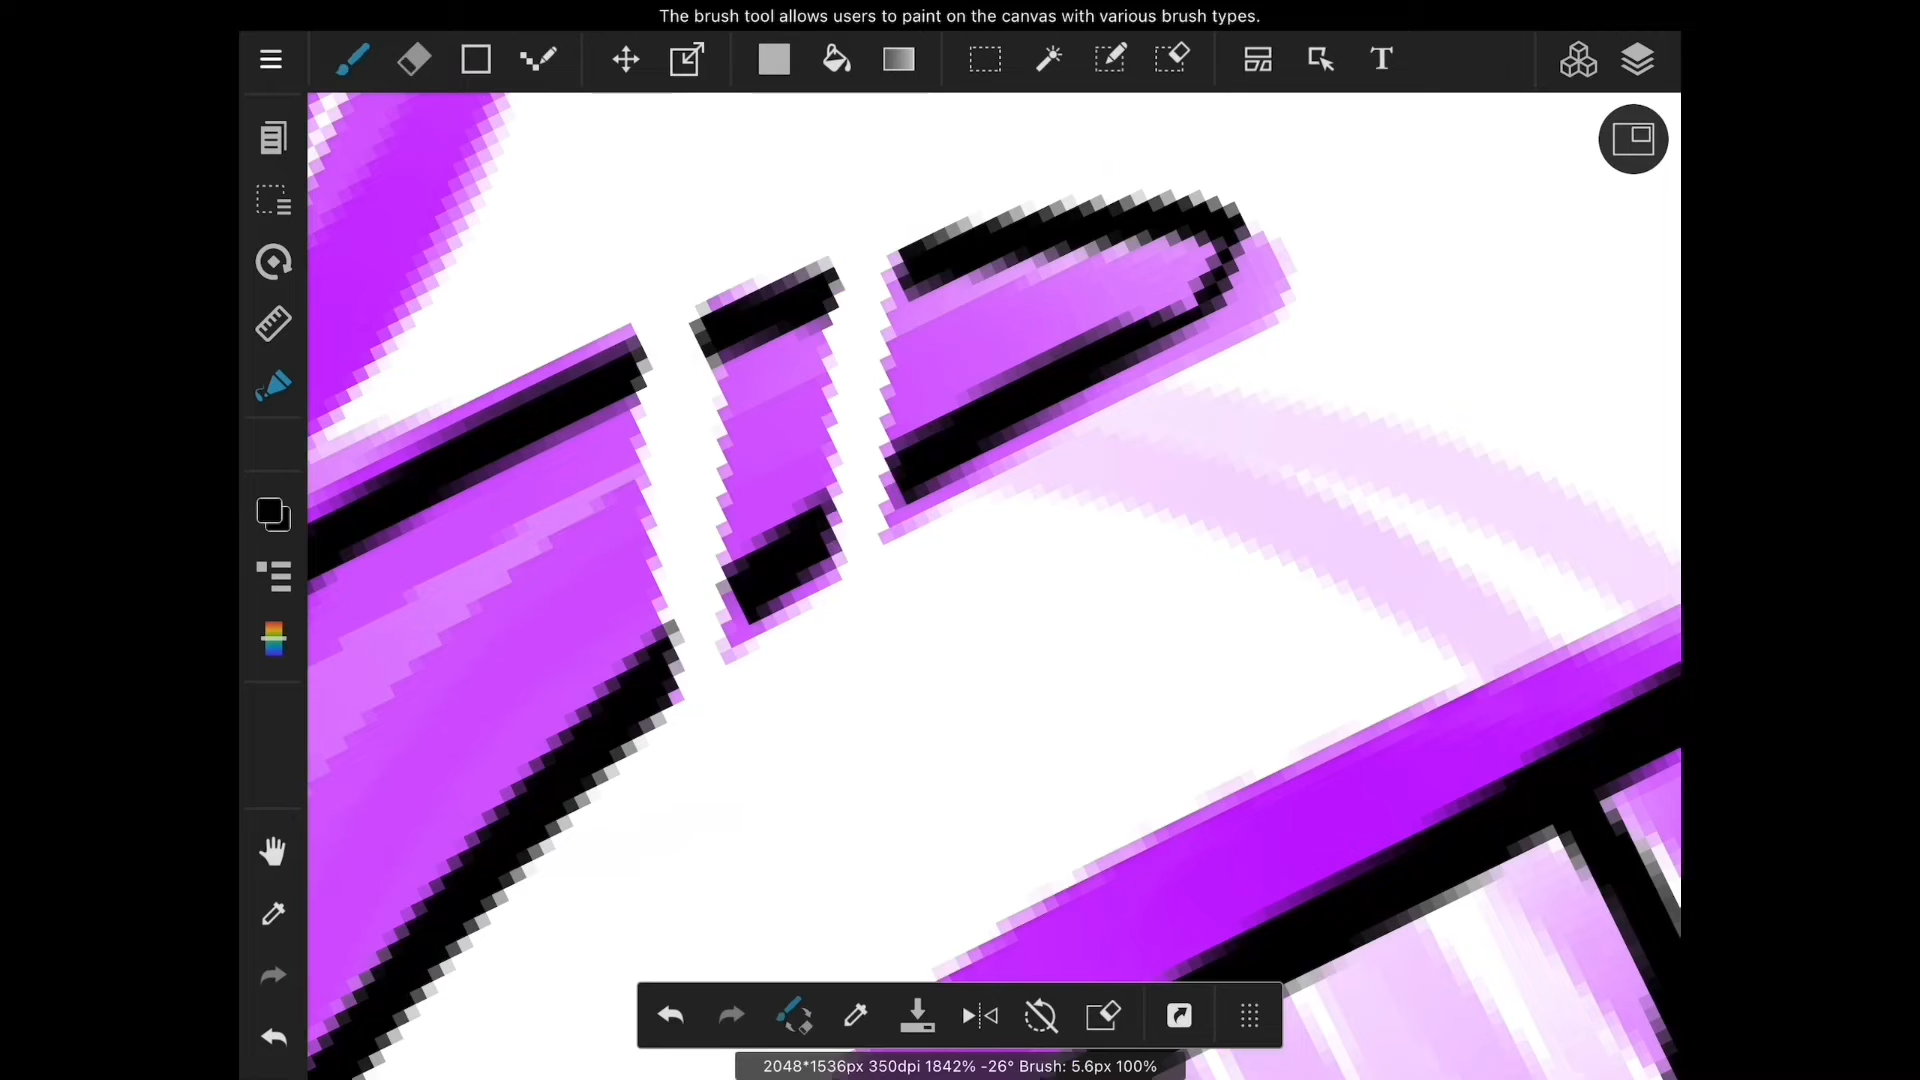 The brush tool allows users to paint on the canvas with various brush types.
T
2048*1536px 350dpi 1842% -26° Brush: 5.6px 100%